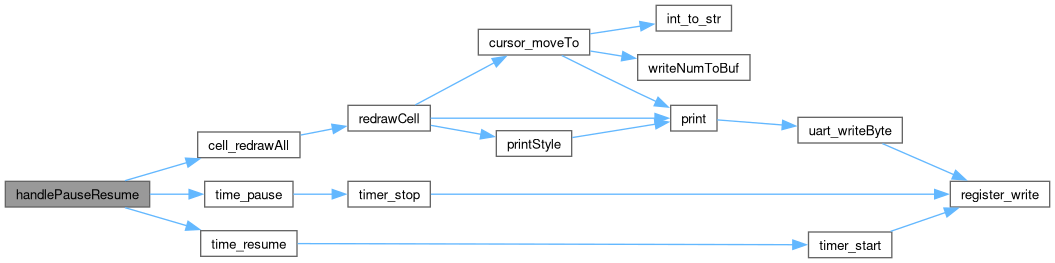 handlePauseResume
cell_redrawAll
time_pause
time_resume
redrawCell
timer_stop
cursor_moveTo
printStyle
int_to_str
writeNumToBuf
print
uart_writeByte
timer_start
register_write